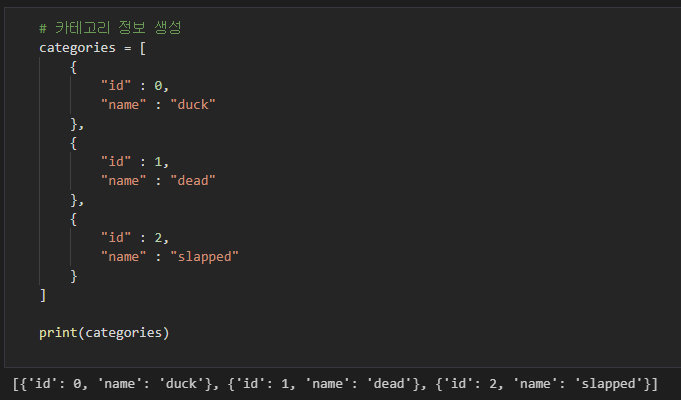 # 카테고리 정보 생성
categories = [
    {
        "id" : 0,
        "name" : "duck"
    },
    {
        "id" : 1,
        "name" : "dead"
    },
    {
        "id" : 2,
        "name" : "slapped"
    }
]
print(categories)
[{'id': 0, 'name': 'duck'}, {'id': 1, 'name': 'dead'}, {'id': 2, 'name': 'slapped'}]